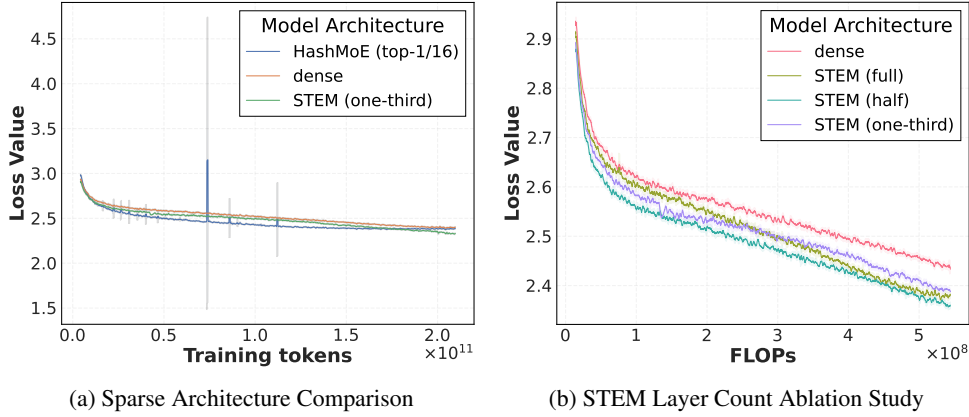 Model Architecture
HashMoE (top-1/16)
dense
STEM (one-third)
Loss Value
4.5
4.0
3.5
3.0
2.5
2.0
1.5
0.0
0.5
1.0
1.5
2.0
×10¹¹
Training tokens
(a) Sparse Architecture Comparison
Model Architecture
dense
STEM (full)
STEM (half)
STEM (one-third)
Loss Value
2.9
2.8
2.7
2.6
2.5
2.4
0
1
2
3
4
5
×10⁸
FLOPs
(b) STEM Layer Count Ablation Study